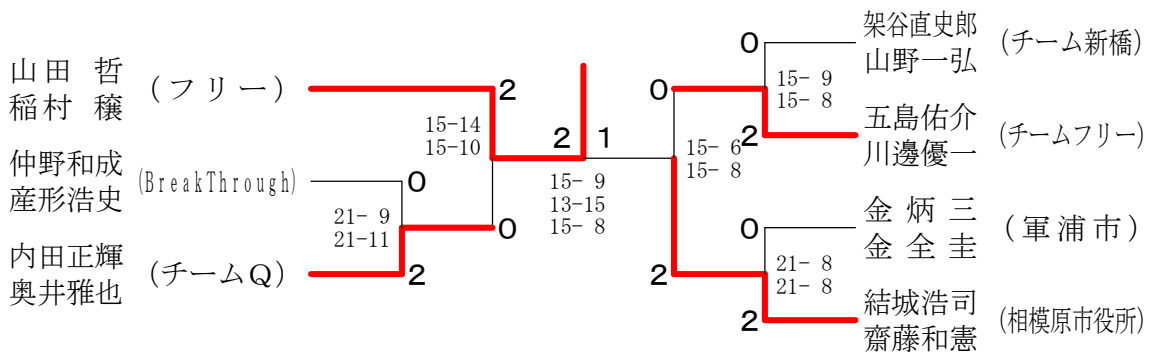 山田 哲
稲村 穣
(フリー)
2
15-14
15-10
仲野和成
産形浩史
(BreakThrough)
0
21- 9
21-11
0
内田正輝
奥井雅也
(チームQ)
2
2
1
15- 9
13-15
15- 8
架谷直史郎
山野一弘
(チーム新橋)
0
15- 9
15- 8
0
五島佑介
川邊優一
(チームフリー)
2
15- 6
15- 8
金炳三
金全圭
(軍浦市)
0
21- 8
21- 8
2
結城浩司
齋藤和憲
(相模原市役所)
2